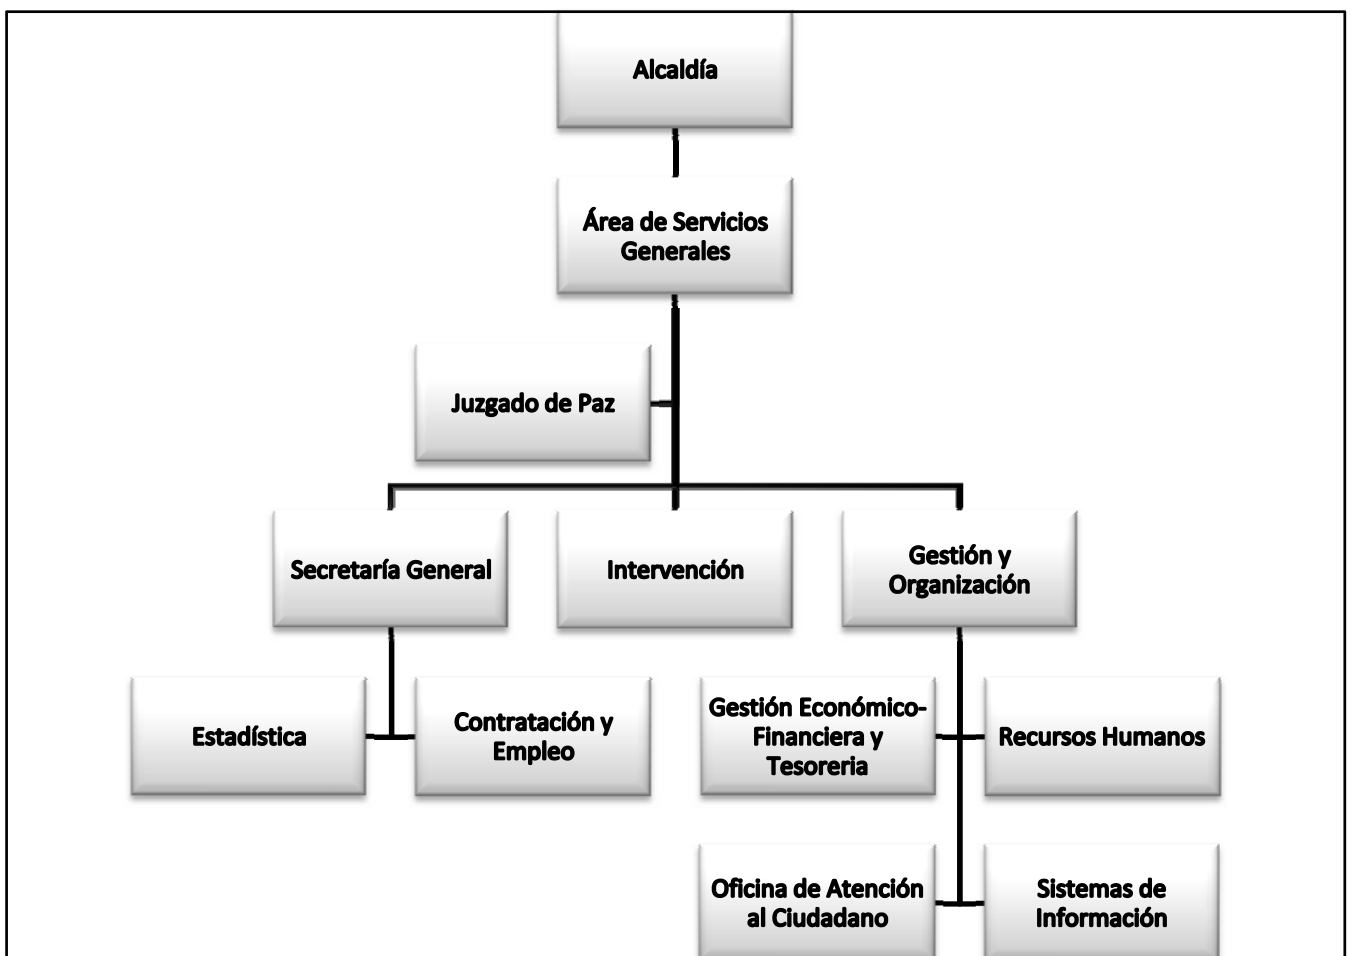 Alcaldía
Área de Servicios
Generales
Juzgado de Paz
Secretaría General
Intervención
Gestión y
Organización
Estadística
Contratación y
Empleo
Gestión Económico-
Financiera y
Tesoreria
Recursos Humanos
Oficina de Atención
al Ciudadano
Sistemas de
Información